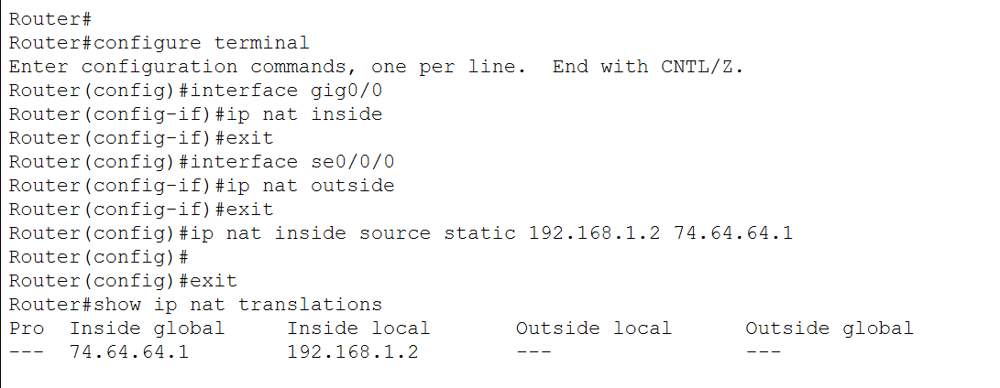 Router#
Router#configure terminal
Enter configuration commands, one per line.  End with CNTL/Z.
Router(config)#interface gig0/0
Router(config-if)#ip nat inside
Router(config-if)#exit
Router(config)#interface se0/0/0
Router(config-if)#ip nat outside
Router(config-if)#exit
Router(config)#ip nat inside source static 192.168.1.2 74.64.64.1
Router(config)#
Router(config)#exit
Router#show ip nat translations
Pro  Inside global     Inside local       Outside local      Outside global
---  74.64.64.1        192.168.1.2        ---                ---